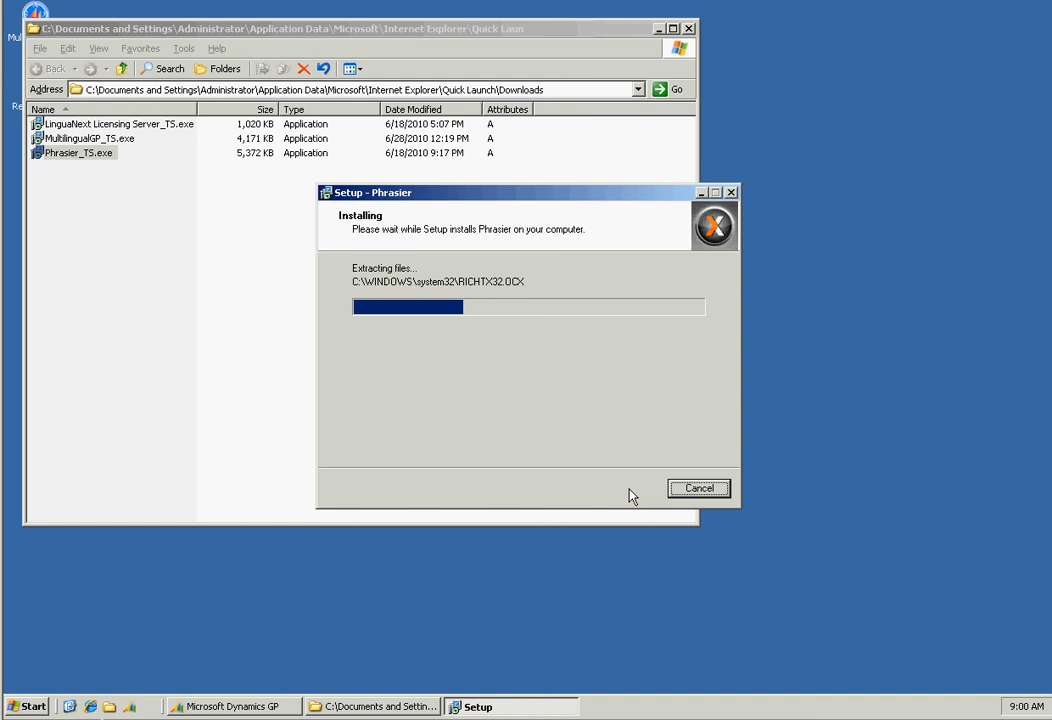 Mul
Re
C:\Documents and Settings\Administrator\Application Data\Microsoft\Internet Explorer\Quick Laun
File Edit View Favorites Tools Help
Back Search Folders
Address C:\Documents and Settings\Administrator\Application Data\Microsoft\Internet Explorer\Quick Launch\Downloads Go
Name Size Type Date Modified Attributes
LinguaNext Licensing Server_TS.exe 1,020 KB Application 6/18/2010 5:07 PM A
MultilingualGP_TS.exe 4,171 KB Application 6/28/2010 12:19 PM A
Phrasier_TS.exe 5,372 KB Application 6/18/2010 9:17 PM A
Setup - Phrasier
Installing
Please wait while Setup installs Phrasier on your computer.
Extracting files...
C:\WINDOWS\system32\RICHTX32.OCX
Cancel
Start Microsoft Dynamics GP C:\Documents and Settin... Setup 9:00 AM